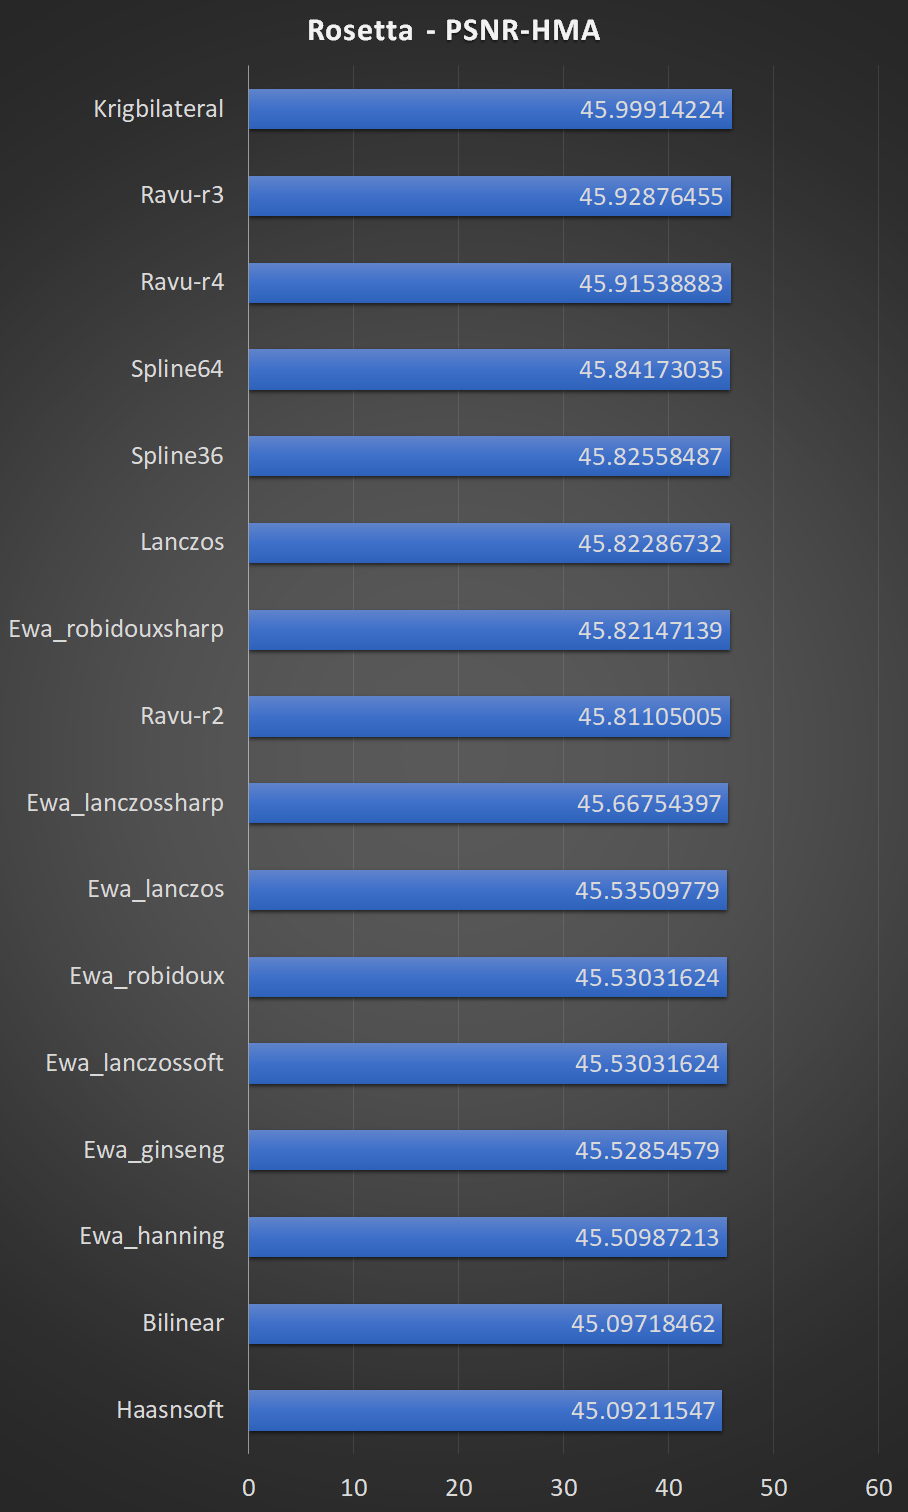 Rosetta - PSNR-HMA
Krigbilateral 45.99914224
Ravu-r3 45.92876455
Ravu-r4 45.91538883
Spline64 45.84173035
Spline36 45.82558487
Lanczos 45.82286732
Ewa_robidouxsharp 45.82147139
Ravu-r2 45.81105005
Ewa_lanczossharp 45.66754397
Ewa_lanczos 45.53509779
Ewa_robidoux 45.53031624
Ewa_lanczossoft 45.53031624
Ewa_ginseng 45.52854579
Ewa_hanning 45.50987213
Bilinear 45.09718462
Haasnsoft 45.09211547
0 10 20 30 40 50 60